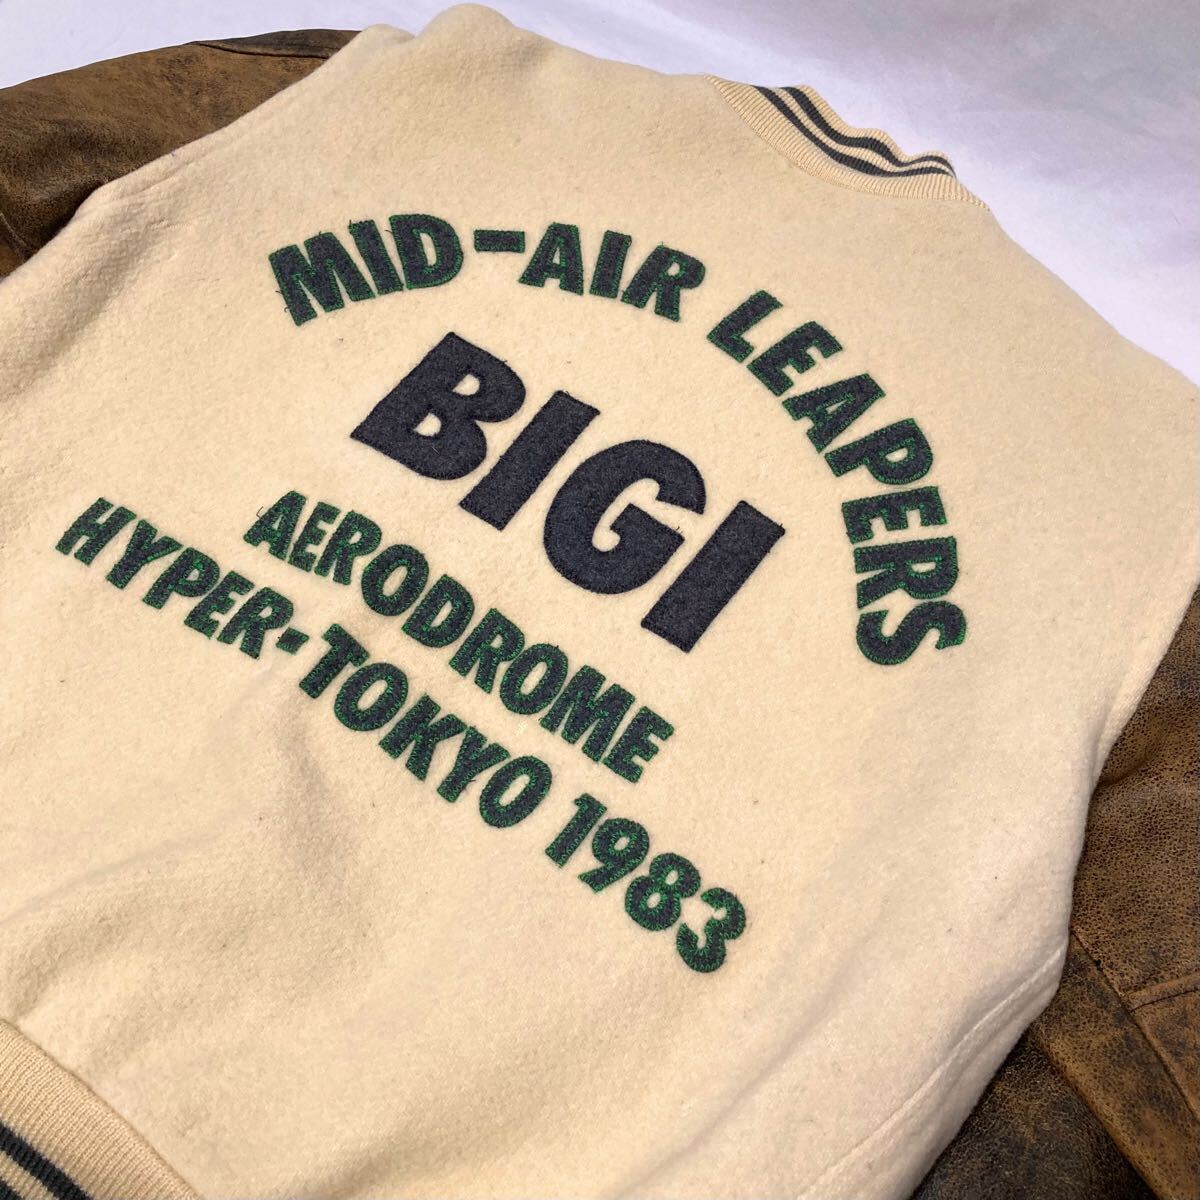 MID-AIR LEAPERS
BIGI
AERODROME
HYPER-TOKYO 1983